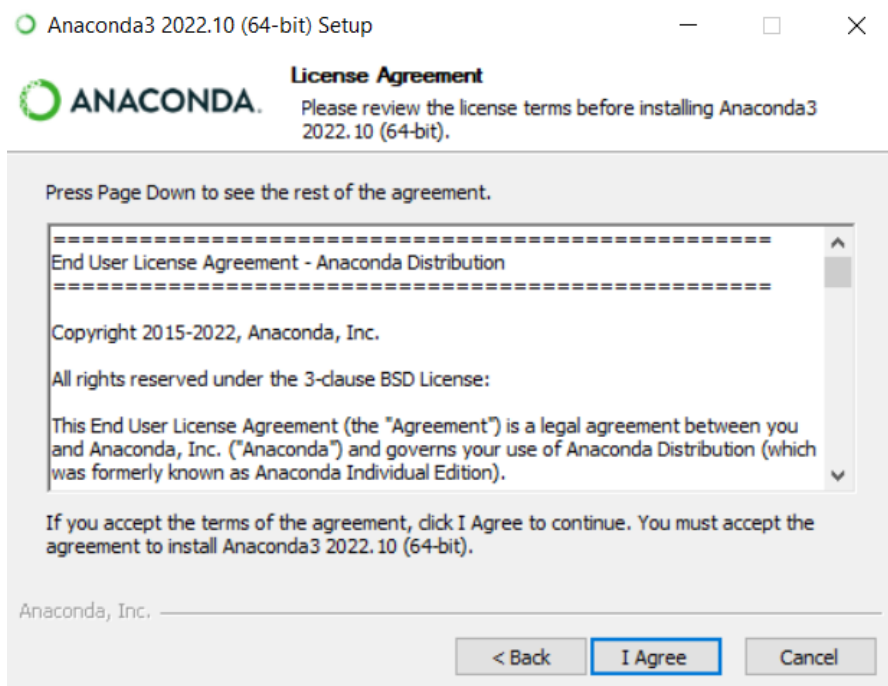 Anaconda3 2022.10 (64-bit) Setup
ANACONDA.
License Agreement
Please review the license terms before installing Anaconda3
2022.10 (64-bit).
Press Page Down to see the rest of the agreement.
==================================================
End User License Agreement - Anaconda Distribution
==================================================
Copyright 2015-2022, Anaconda, Inc.
All rights reserved under the 3-clause BSD License:
This End User License Agreement (the "Agreement") is a legal agreement between you
and Anaconda, Inc. ("Anaconda") and governs your use of Anaconda Distribution (which
was formerly known as Anaconda Individual Edition).
If you accept the terms of the agreement, click I Agree to continue. You must accept the
agreement to install Anaconda3 2022.10 (64-bit).
Anaconda, Inc.
< Back
I Agree
Cancel